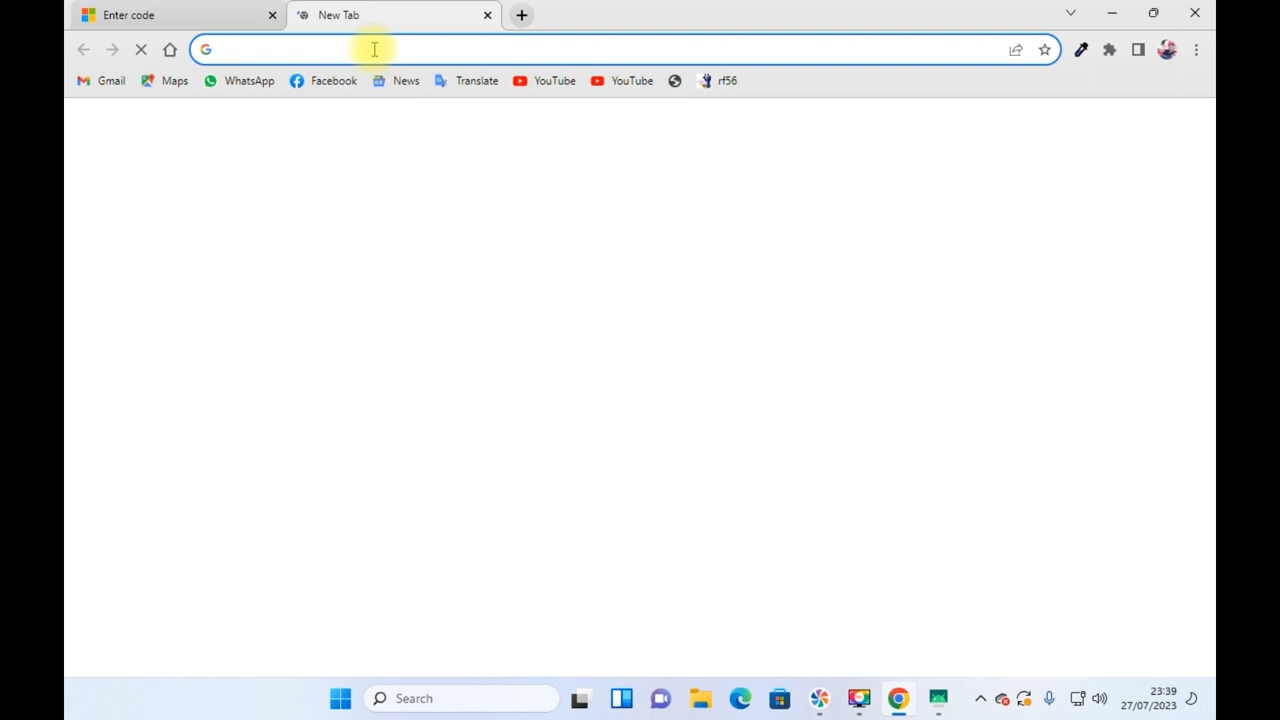 Enter code
New Tab
Gmail Maps WhatsApp Facebook News Translate YouTube YouTube rf56
Search
23:39
27/07/2023